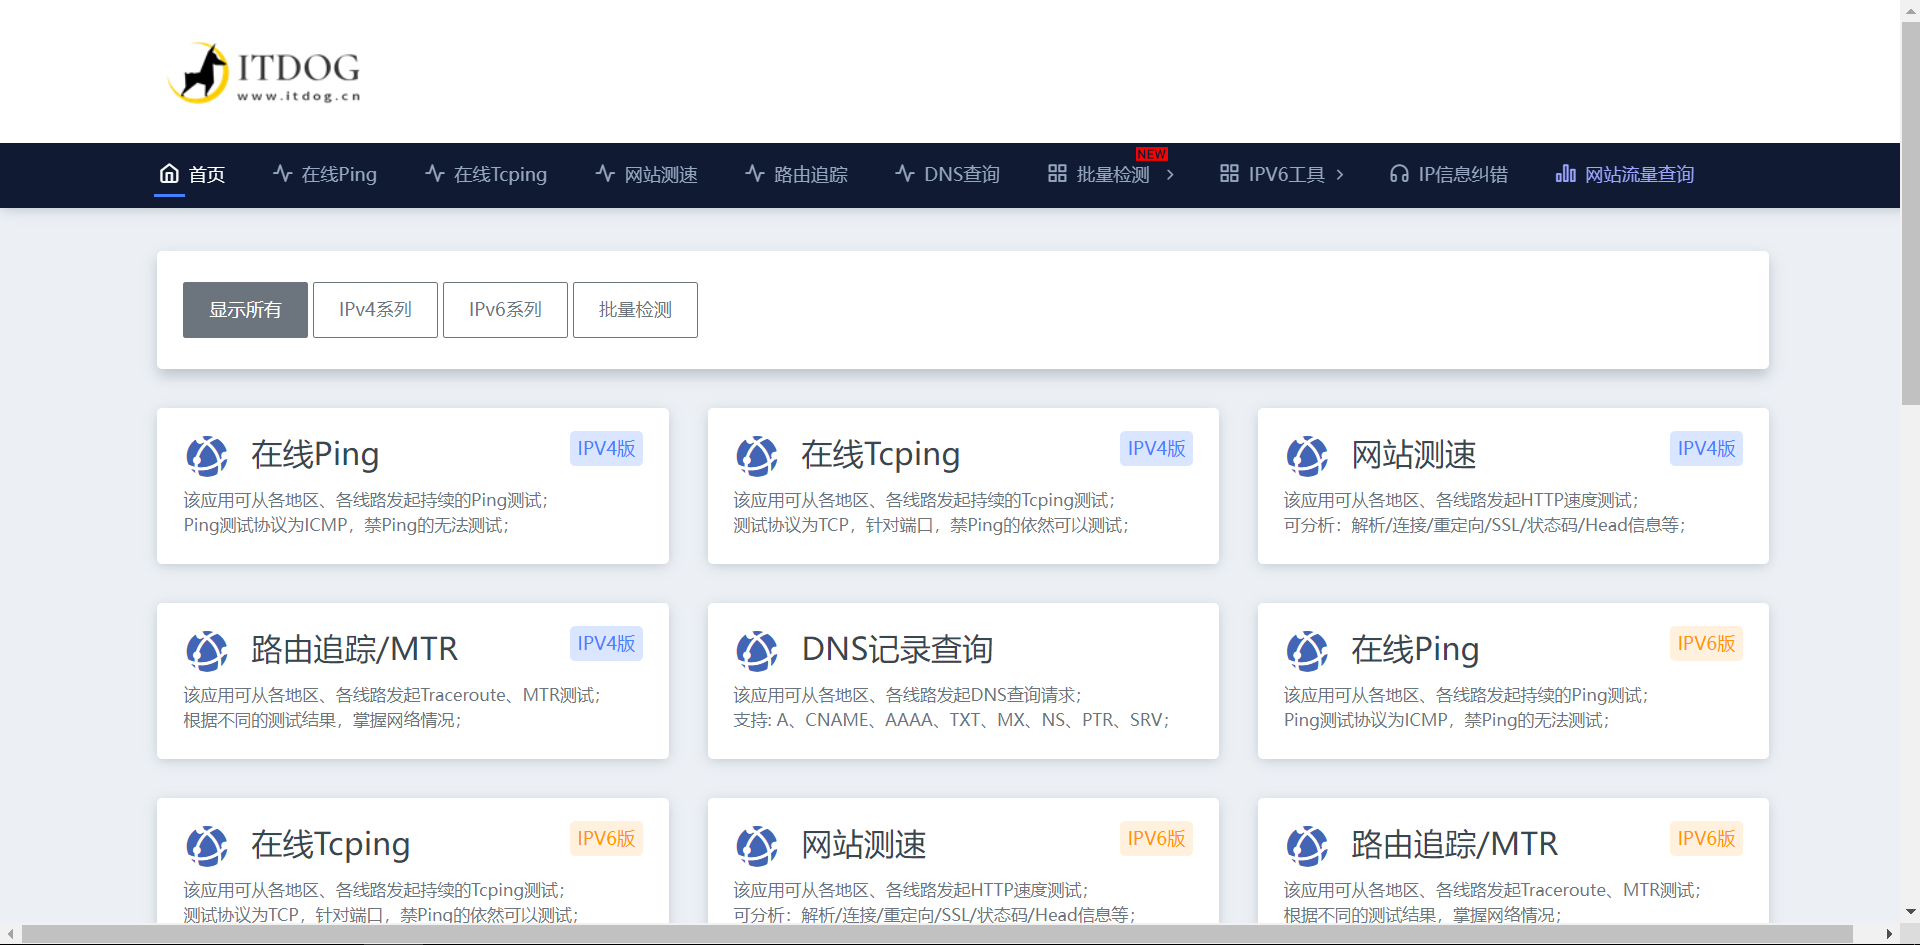 ITDOG
www.itdog.cn
首页 在线Ping 在线Tcping 网站测速 路由追踪 DNS查询 批量检测 NEW IPV6工具 IP信息纠错 网站流量查询
显示所有 IPv4系列 IPv6系列 批量检测
在线Ping IPV4版
该应用可从各地区、各线路发起持续的Ping测试；
Ping测试协议为ICMP，禁Ping的无法测试；
在线Tcping IPV4版
该应用可从各地区、各线路发起持续的Tcping测试；
测试协议为TCP，针对端口，禁Ping的依然可以测试；
网站测速 IPV4版
该应用可从各地区、各线路发起HTTP速度测试；
可分析：解析/连接/重定向/SSL/状态码/Head信息等；
路由追踪/MTR IPV4版
该应用可从各地区、各线路发起Traceroute、MTR测试；
根据不同的测试结果，掌握网络情况；
DNS记录查询
该应用可从各地区、各线路发起DNS查询请求；
支持: A、CNAME、AAAA、TXT、MX、NS、PTR、SRV；
在线Ping IPV6版
该应用可从各地区、各线路发起持续的Ping测试；
Ping测试协议为ICMP，禁Ping的无法测试；
在线Tcping IPV6版
该应用可从各地区、各线路发起持续的Tcping测试；
测试协议为TCP，针对端口，禁Ping的依然可以测试；
网站测速 IPV6版
该应用可从各地区、各线路发起HTTP速度测试；
可分析：解析/连接/重定向/SSL/状态码/Head信息等；
路由追踪/MTR IPV6版
该应用可从各地区、各线路发起Traceroute、MTR测试；
根据不同的测试结果，掌握网络情况；